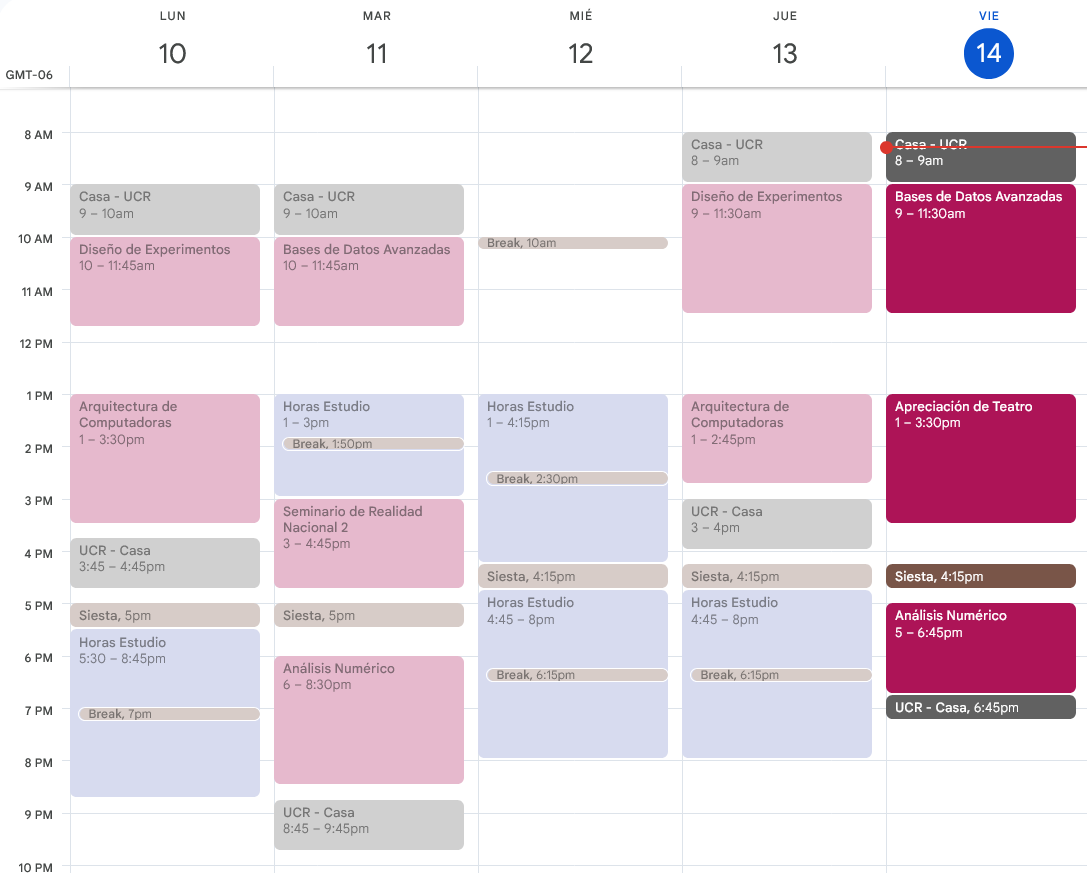 LUN
MAR
MIÉ
JUE
VIE
10
11
12
13
14
GMT-06
8 AM
9 AM
10 AM
11 AM
12 PM
1 PM
2 PM
3 PM
4 PM
5 PM
6 PM
7 PM
8 PM
9 PM
10 PM
Casa - UCR
9 – 10am
Diseño de Experimentos
10 – 11:45am
Arquitectura de
Computadoras
1 – 3:30pm
UCR - Casa
3:45 – 4:45pm
Siesta, 5pm
Horas Estudio
5:30 – 8:45pm
Break, 7pm
Casa - UCR
9 – 10am
Bases de Datos Avanzadas
10 – 11:45am
Horas Estudio
1 – 3pm
Break, 1:50pm
Seminario de Realidad
Nacional 2
3 – 4:45pm
Siesta, 5pm
Análisis Numérico
6 – 8:30pm
UCR - Casa
8:45 – 9:45pm
Break, 10am
Horas Estudio
1 – 4:15pm
Break, 2:30pm
Siesta, 4:15pm
Horas Estudio
4:45 – 8pm
Break, 6:15pm
Casa - UCR
8 – 9am
Diseño de Experimentos
9 – 11:30am
Arquitectura de
Computadoras
1 – 2:45pm
UCR - Casa
3 – 4pm
Siesta, 4:15pm
Horas Estudio
4:45 – 8pm
Break, 6:15pm
Casa - UCR
8 – 9am
Bases de Datos Avanzadas
9 – 11:30am
Apreciación de Teatro
1 – 3:30pm
Siesta, 4:15pm
Análisis Numérico
5 – 6:45pm
UCR - Casa, 6:45pm